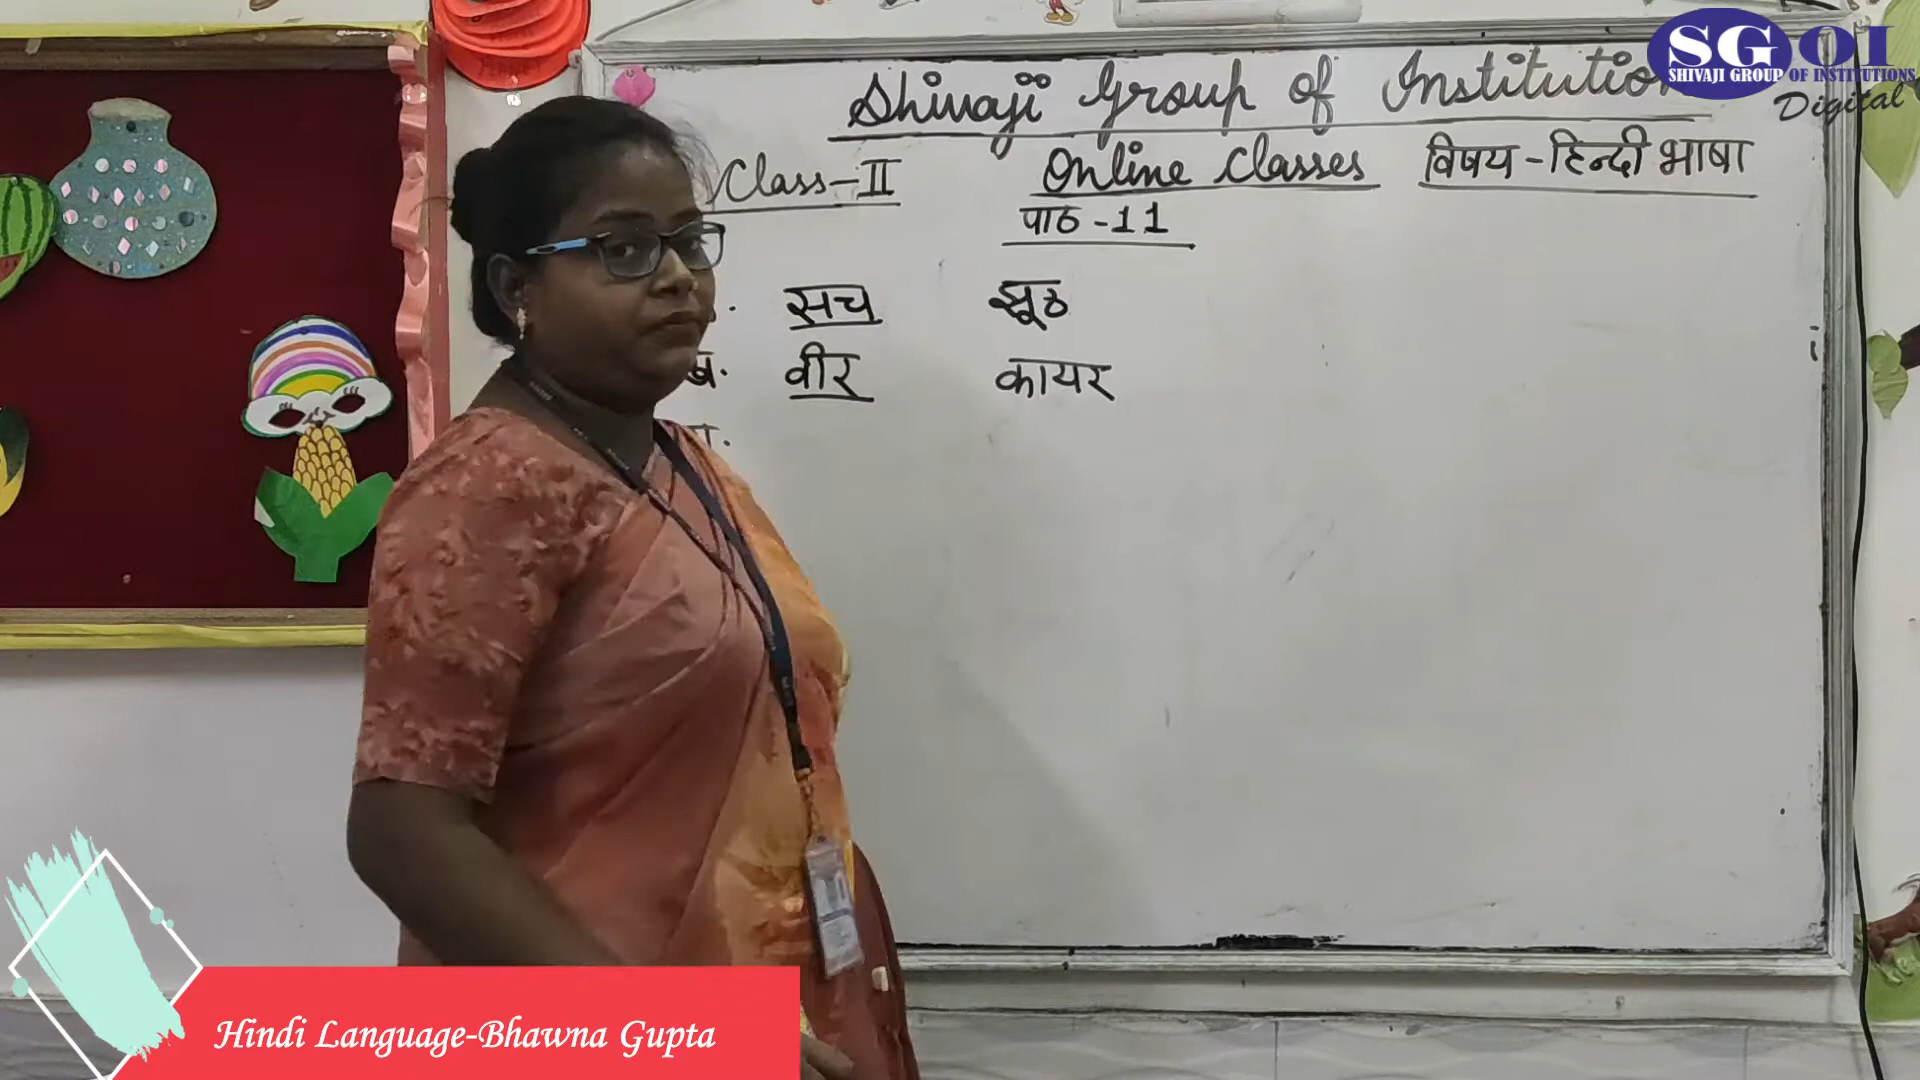 SGOI
SHIVAJI GROUP OF INSTITUTIONS
Digital
Shivaji Group of Institution
Class-II Online Classes विषय-हिन्दी भाषा
पाठ -11
सच झूठ
ख. वीर कायर
Hindi Language-Bhawna Gupta